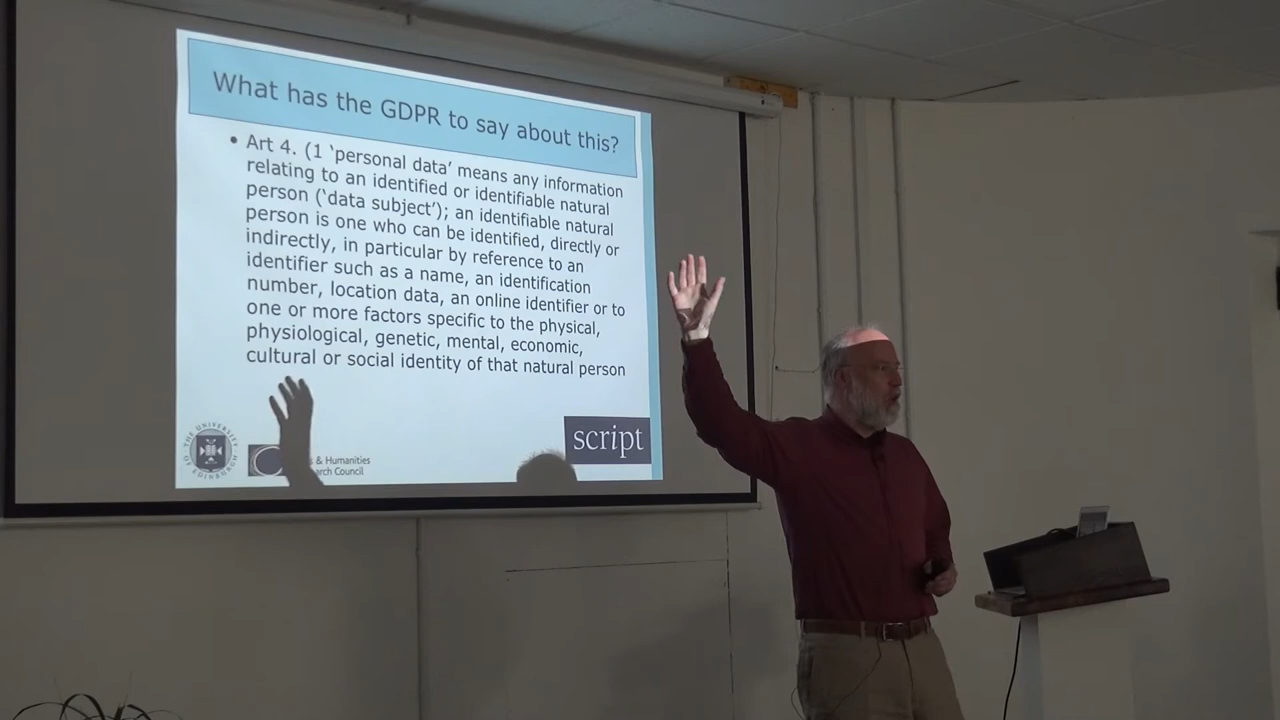 What has the GDPR to say about this?
• Art 4. (1 ‘personal data’ means any information
relating to an identified or identifiable natural
person (‘data subject’); an identifiable natural
person is one who can be identified, directly or
indirectly, in particular by reference to an
identifier such as a name, an identification
number, location data, an online identifier or to
one or more factors specific to the physical,
physiological, genetic, mental, economic,
cultural or social identity of that natural person
THE UNIVERSITY
OF EDINBURGH
& Humanities
Council
script